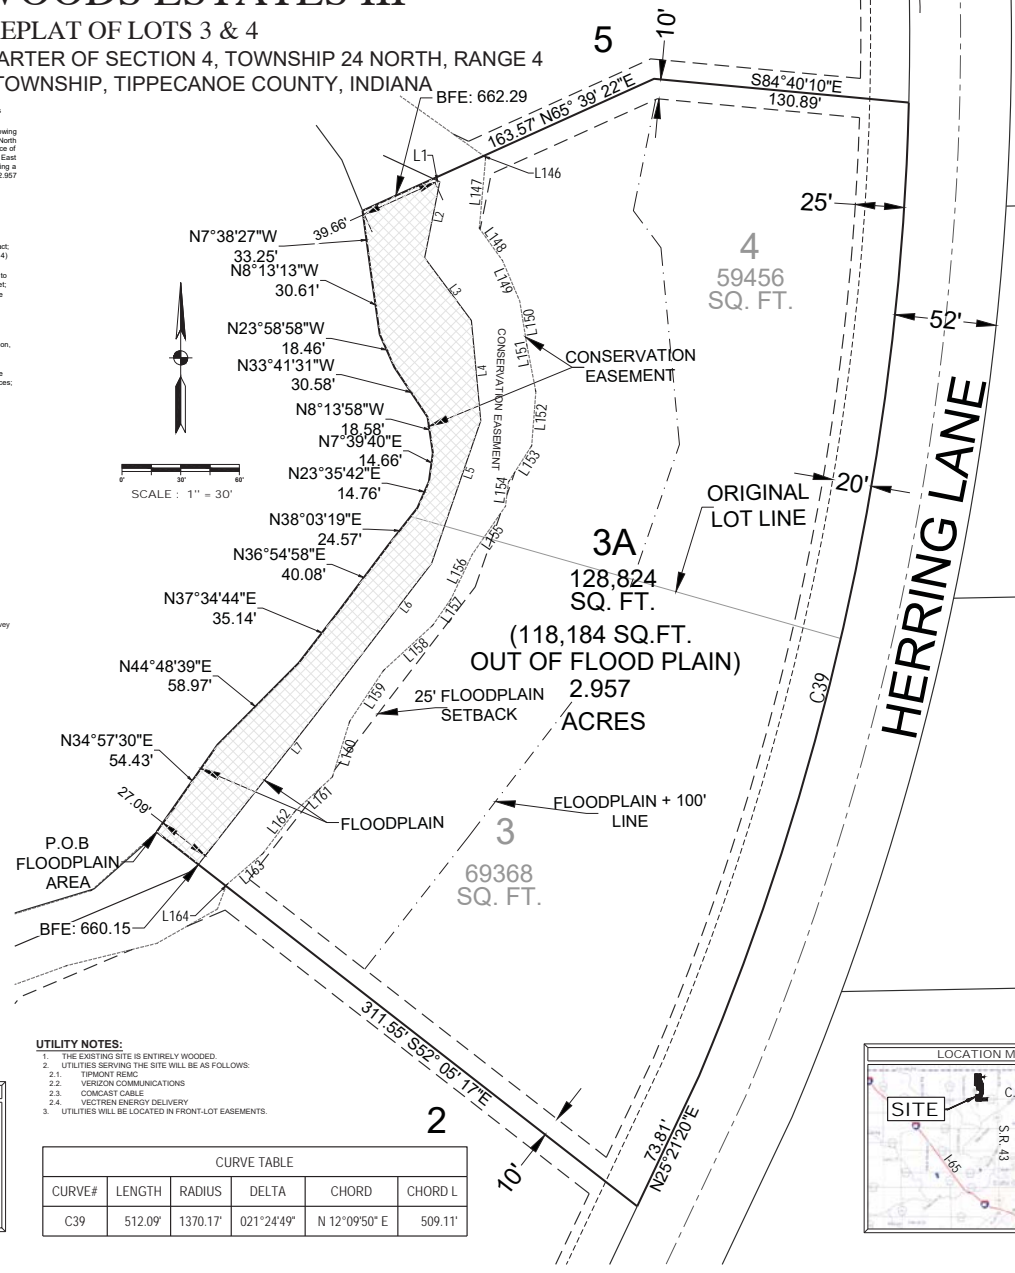 WOODS ESTATES III
EPLAT OF LOTS 3 & 4
ARTER OF SECTION 4, TOWNSHIP 24 NORTH, RANGE 4
TOWNSHIP, TIPPECANOE COUNTY, INDIANA
5
10'
BFE: 662.29
163.57' N65° 39' 22"E
S84°40'10"E
130.89'
L1
L146
L147
25'
39.66'
L2
L148
N7°38'27"W
33.25'
4
59456
SQ. FT.
N8°13'13"W
30.61'
L3
L149
N23°58'58"W
18.46'
L150
52'
N33°41'31"W
30.58'
CONSERVATION EASEMENT
L151
CONSERVATION
EASEMENT
L4
N8°13'58"W
18.58'
L152
N7°39'40"E
14.66'
L153
N23°35'42"E
14.76'
L5
L154
20'
0'
30'
60'
SCALE : 1" = 30'
ORIGINAL
LOT LINE
HERRING LANE
N38°03'19"E
24.57'
L155
3A
128,824
SQ. FT.
(118,184 SQ.FT.
OUT OF FLOOD PLAIN)
2.957
ACRES
N36°54'58"E
40.08'
L156
N37°34'44"E
35.14'
L6
L157
L158
C39
N44°48'39"E
58.97'
L159
25' FLOODPLAIN
SETBACK
N34°57'30"E
54.43'
L7
L160
27.09'
L161
L162
FLOODPLAIN
FLOODPLAIN + 100'
LINE
3
69368
SQ. FT.
P.O.B
FLOODPLAIN
AREA
L163
L164
BFE: 660.15
311.55' S52° 05' 17"E
73.81'
N25°21'20"E
2
10'
UTILITY NOTES:
1. THE EXISTING SITE IS ENTIRELY WOODED.
2. UTILITIES SERVING THE SITE WILL BE AS FOLLOWS:
2.1. TIPMONT REMC
2.2. VERIZON COMMUNICATIONS
2.3. COMCAST CABLE
2.4. VECTREN ENERGY DELIVERY
3. UTILITIES WILL BE LOCATED IN FRONT-LOT EASEMENTS.
CURVE TABLE
CURVE# LENGTH RADIUS DELTA CHORD CHORD L
C39 512.09' 1370.17' 021°24'49" N 12°09'50" E 509.11'
LOCATION M
SITE
C.
S.R. 43
I-65